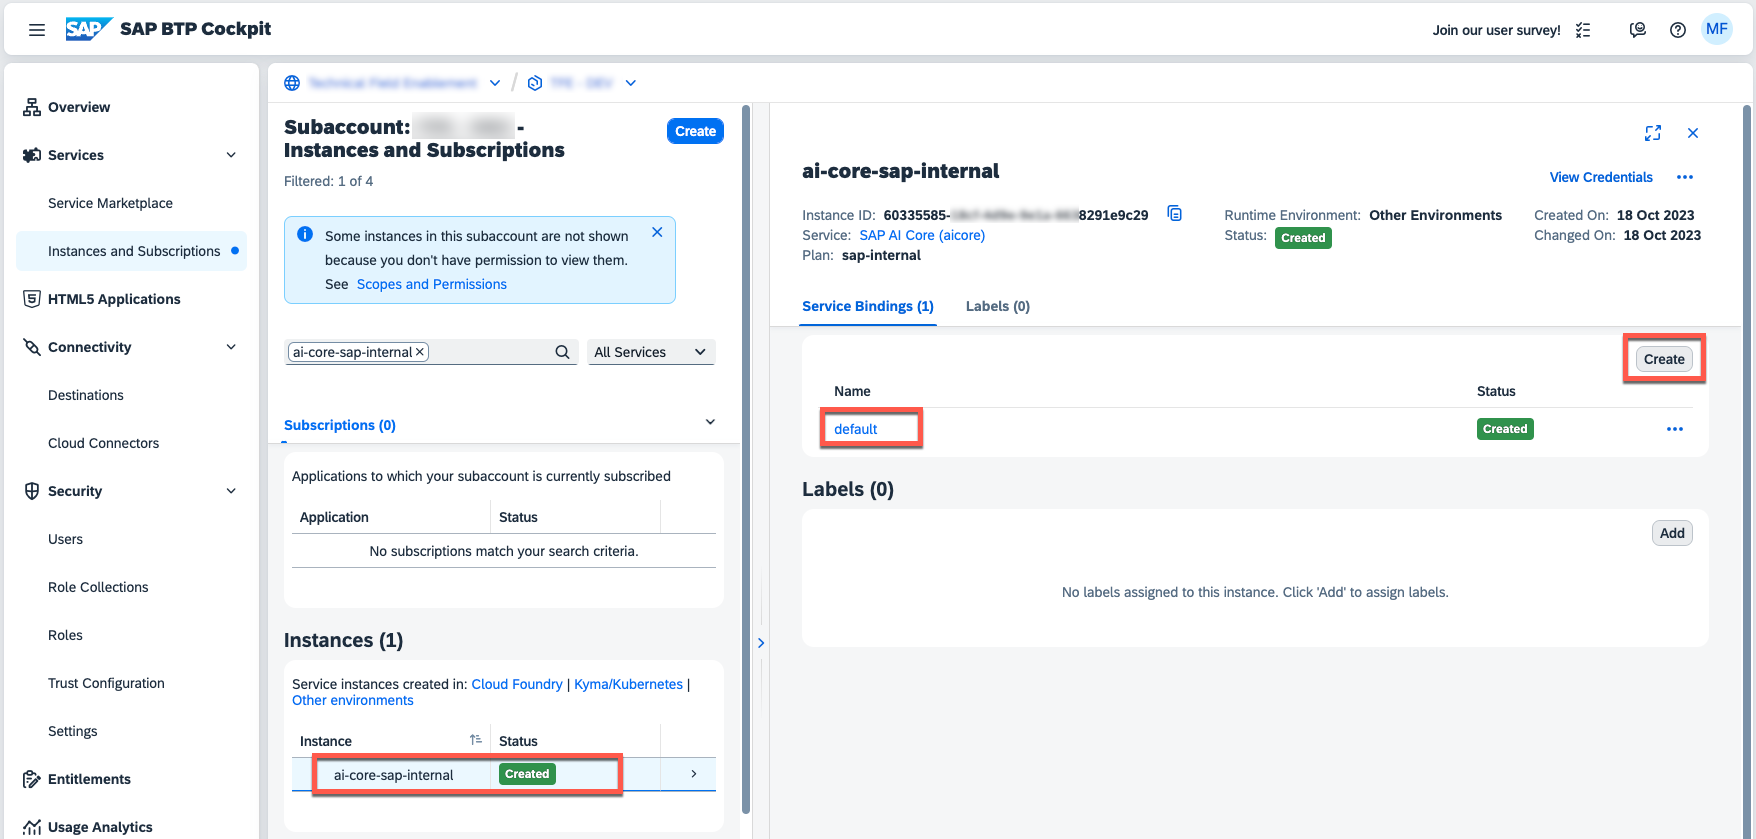 SAP SAP BTP Cockpit
Join our user survey!
MF
Overview
Services
Service Marketplace
Instances and Subscriptions
HTML5 Applications
Connectivity
Destinations
Cloud Connectors
Security
Users
Role Collections
Roles
Trust Configuration
Settings
Entitlements
Usage Analytics
Technical Field Enablement / TFE - DEV
Subaccount: -
Instances and Subscriptions
Create
Filtered: 1 of 4
Some instances in this subaccount are not shown
because you don't have permission to view them.
See Scopes and Permissions
ai-core-sap-internal
All Services
Subscriptions (0)
Applications to which your subaccount is currently subscribed
Application Status
No subscriptions match your search criteria.
Instances (1)
Service instances created in: Cloud Foundry | Kyma/Kubernetes |
Other environments
Instance Status
ai-core-sap-internal Created
ai-core-sap-internal
View Credentials
Instance ID: 60335585- 8291e9c29
Service: SAP AI Core (aicore)
Plan: sap-internal
Runtime Environment: Other Environments
Status: Created
Created On: 18 Oct 2023
Changed On: 18 Oct 2023
Service Bindings (1) Labels (0)
Create
Name Status
default Created
Labels (0)
Add
No labels assigned to this instance. Click 'Add' to assign labels.